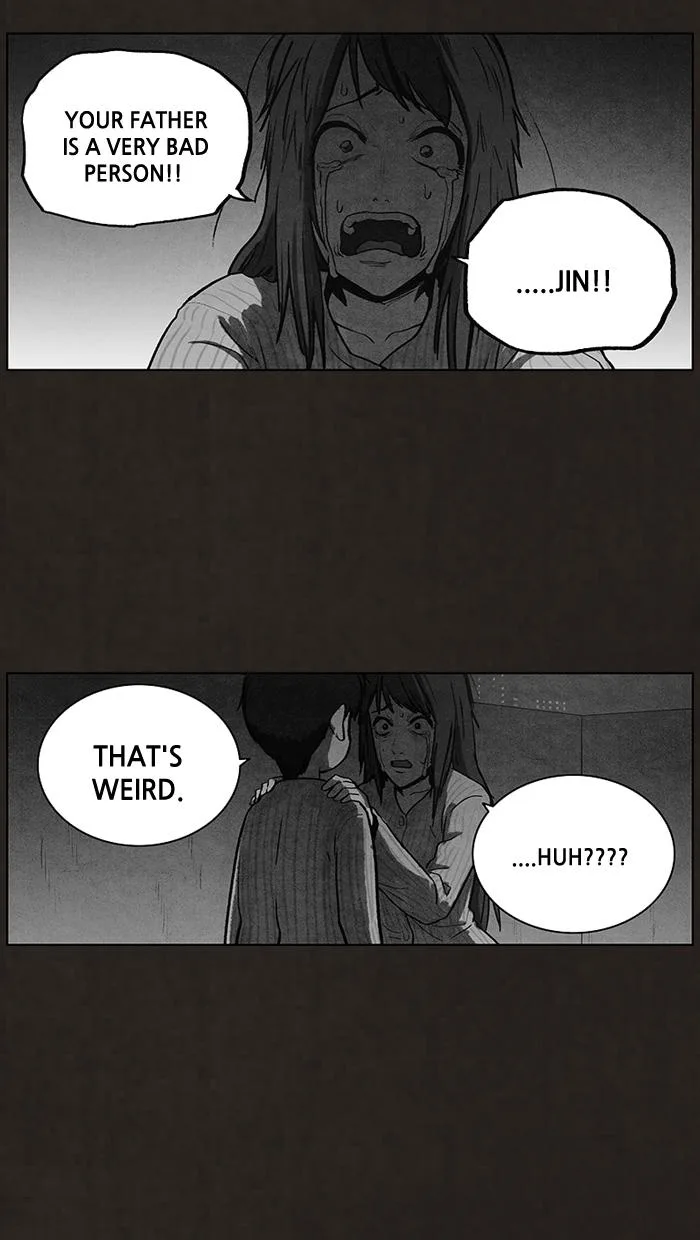 YOUR FATHER
IS A VERY BAD
PERSON!!
.....JIN!!
THAT'S
WEIRD.
....HUH????